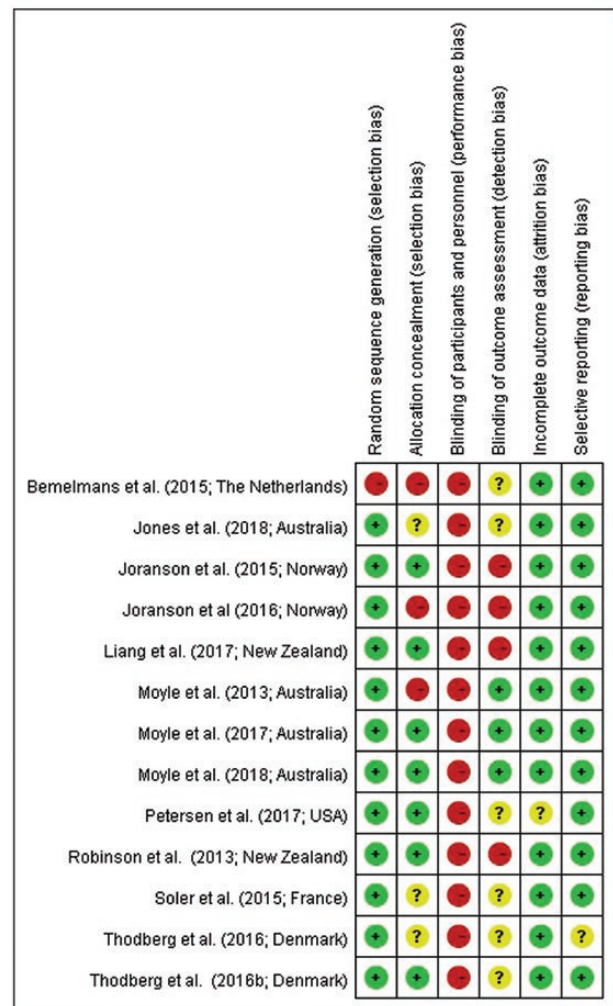 Random sequence generation (selection bias)
Allocation concealment (selection bias)
Blinding of participants and personnel (performance bias)
Blinding of outcome assessment (detection bias)
Incomplete outcome data (attrition bias)
Selective reporting (reporting bias)
Bemelmans et al. (2015; The Netherlands) - - - ? + +
Jones et al. (2018; Australia) + ? - ? + +
Joranson et al. (2015; Norway) + + - - + +
Joranson et al (2016; Norway) + - - - + +
Liang et al. (2017; New Zealand) + + - - + +
Moyle et al. (2013; Australia) + - - + + +
Moyle et al. (2017; Australia) + + - + + +
Moyle et al. (2018; Australia) + + - + + +
Petersen et al. (2017; USA) + + - ? ? +
Robinson et al. (2013; New Zealand) + + - - + +
Soler et al. (2015; France) + ? - ? + +
Thodberg et al. (2016; Denmark) + ? - ? + ?
Thodberg et al. (2016b; Denmark) + + - ? + +